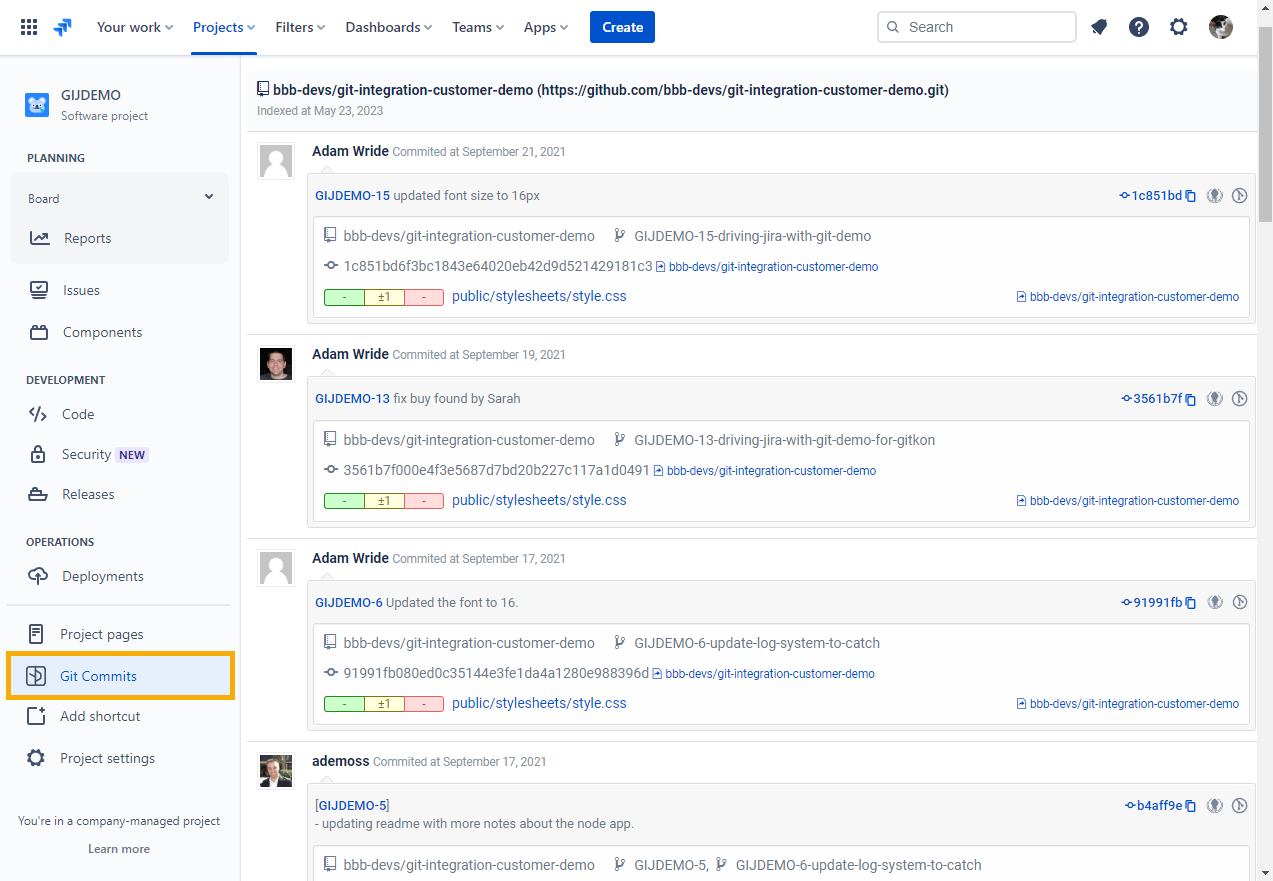 Your work Projects Filters Dashboards Teams Apps Create Search
GIJDEMO
Software project
PLANNING
Board
Reports
Issues
Components
DEVELOPMENT
Code
Security NEW
Releases
OPERATIONS
Deployments
Project pages
Git Commits
Add shortcut
Project settings
You're in a company-managed project
Learn more
bbb-devs/git-integration-customer-demo (https://github.com/bbb-devs/git-integration-customer-demo.git)
Indexed at May 23, 2023
Adam Wride Commited at September 21, 2021
GIJDEMO-15 updated font size to 16px 1c851bd
bbb-devs/git-integration-customer-demo GIJDEMO-15-driving-jira-with-git-demo
1c851bd6f3bc1843e64020eb42d9d521429181c3 bbb-devs/git-integration-customer-demo
- ±1 - public/stylesheets/style.css bbb-devs/git-integration-customer-demo
Adam Wride Commited at September 19, 2021
GIJDEMO-13 fix buy found by Sarah 3561b7f
bbb-devs/git-integration-customer-demo GIJDEMO-13-driving-jira-with-git-demo-for-gitkon
3561b7f000e4f3e5687d7bd20b227c117a1d0491 bbb-devs/git-integration-customer-demo
- ±1 - public/stylesheets/style.css bbb-devs/git-integration-customer-demo
Adam Wride Commited at September 17, 2021
GIJDEMO-6 Updated the font to 16. 91991fb
bbb-devs/git-integration-customer-demo GIJDEMO-6-update-log-system-to-catch
91991fb080ed0c35144e3fe1da4a1280e988396d bbb-devs/git-integration-customer-demo
- ±1 - public/stylesheets/style.css bbb-devs/git-integration-customer-demo
ademoss Commited at September 17, 2021
[GIJDEMO-5] b4aff9e
- updating readme with more notes about the node app.
bbb-devs/git-integration-customer-demo GIJDEMO-5, GIJDEMO-6-update-log-system-to-catch